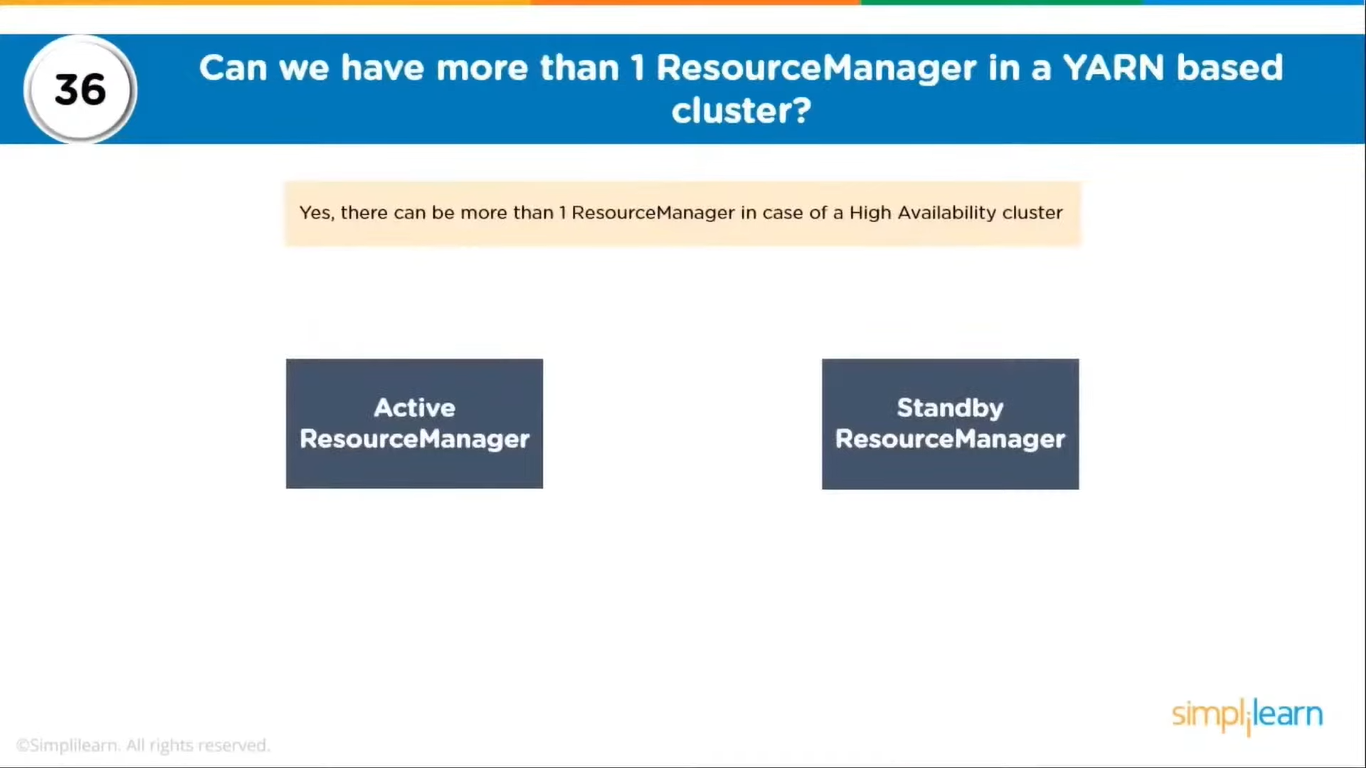 36
Can we have more than 1 ResourceManager in a YARN based
cluster?
Yes, there can be more than 1 ResourceManager in case of a High Availability cluster
Active
ResourceManager
Standby
ResourceManager
simplilearn
©Simplilearn. All rights reserved.